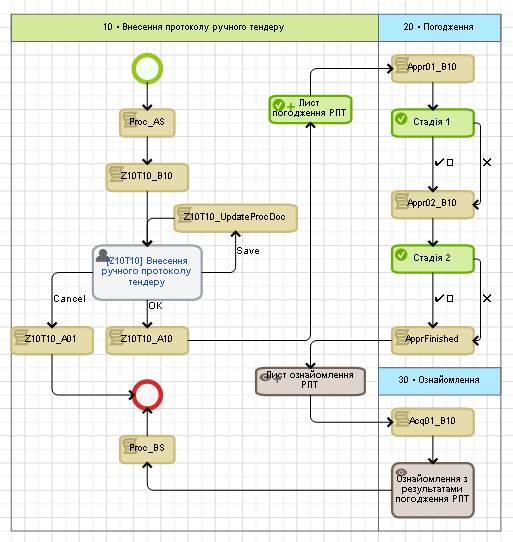 10 • Внесення протоколу ручного тендеру
20 • Погодження
Appr01_B10
Лист
погодження РПТ
Proc_AS
Стадія 1
Z10T10_B10
Appr02_B10
Z10T10_UpdateProcDoc
Save
[Z10T10] Внесення
ручного протоколу
тендеру
Стадія 2
Cancel
OK
Z10T10_A01
Z10T10_A10
ApprFinished
Лист ознайомлення
РПТ
30 • Ознайомлення
Acq01_B10
Proc_BS
Ознайомлення з
результатами
погодження РПТ